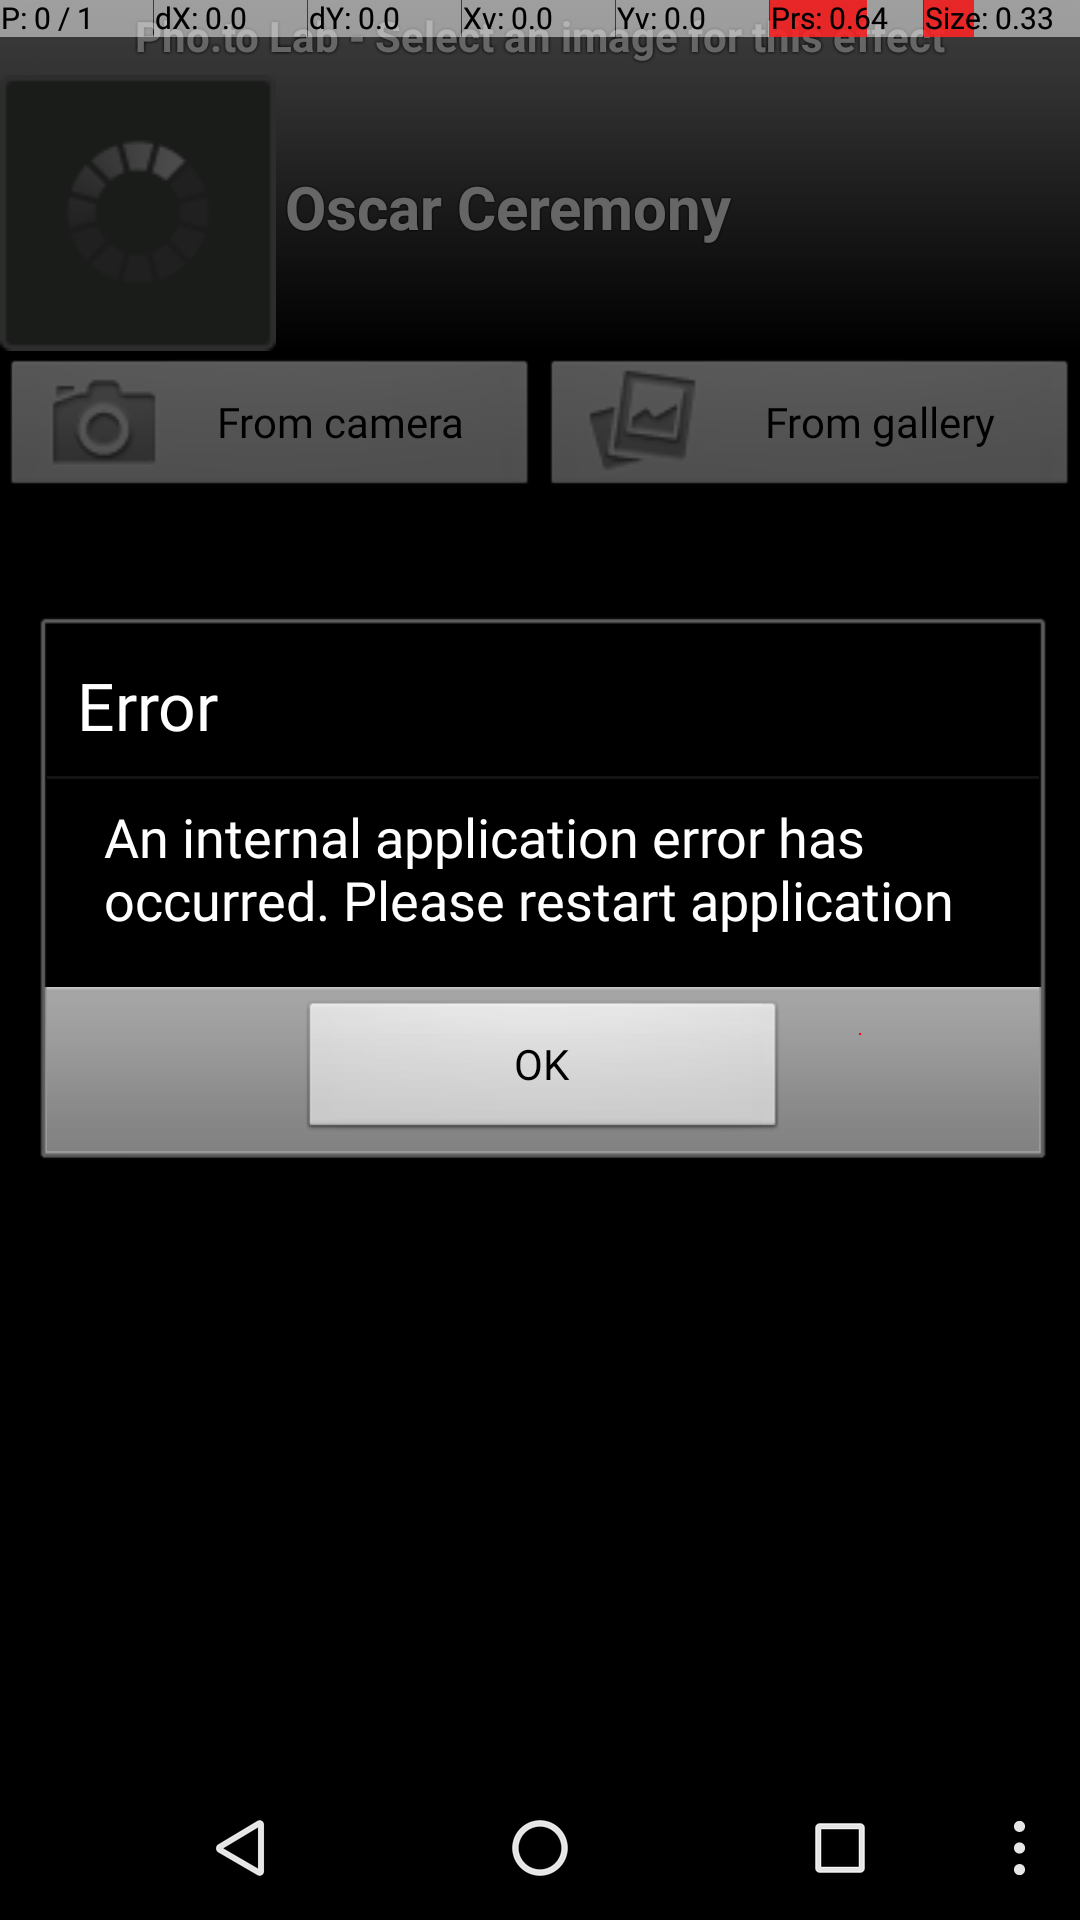 P: 0 / 1 dX: 0.0 dY: 0.0 Xv: 0.0 Yv: 0.0 Prs: 0.64 Size: 0.33
Pho.to Lab - Select an image for this effect
Oscar Ceremony
From camera From gallery
Error
An internal application error has
occurred. Please restart application
OK